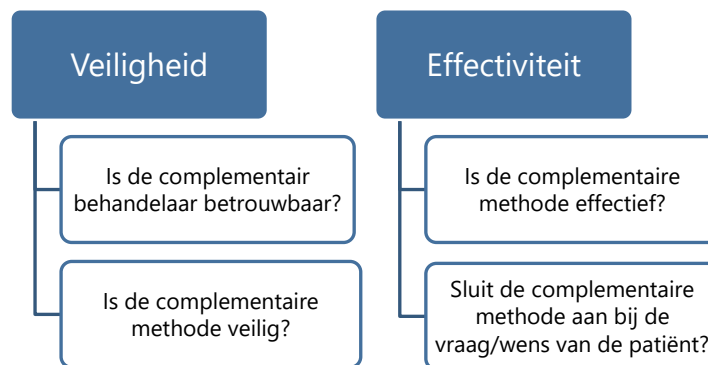 Veiligheid
Is de complementair
behandelaar betrouwbaar?
Is de complementaire
methode veilig?
Effectiviteit
Is de complementaire
methode effectief?
Sluit de complementaire
methode aan bij de
vraag/wens van de patiënt?